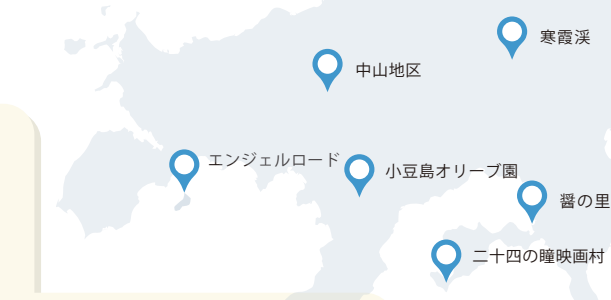 寒霞渓
中山地区
エンジェルロード
小豆島オリーブ園
醤の里
二十四の瞳映画村